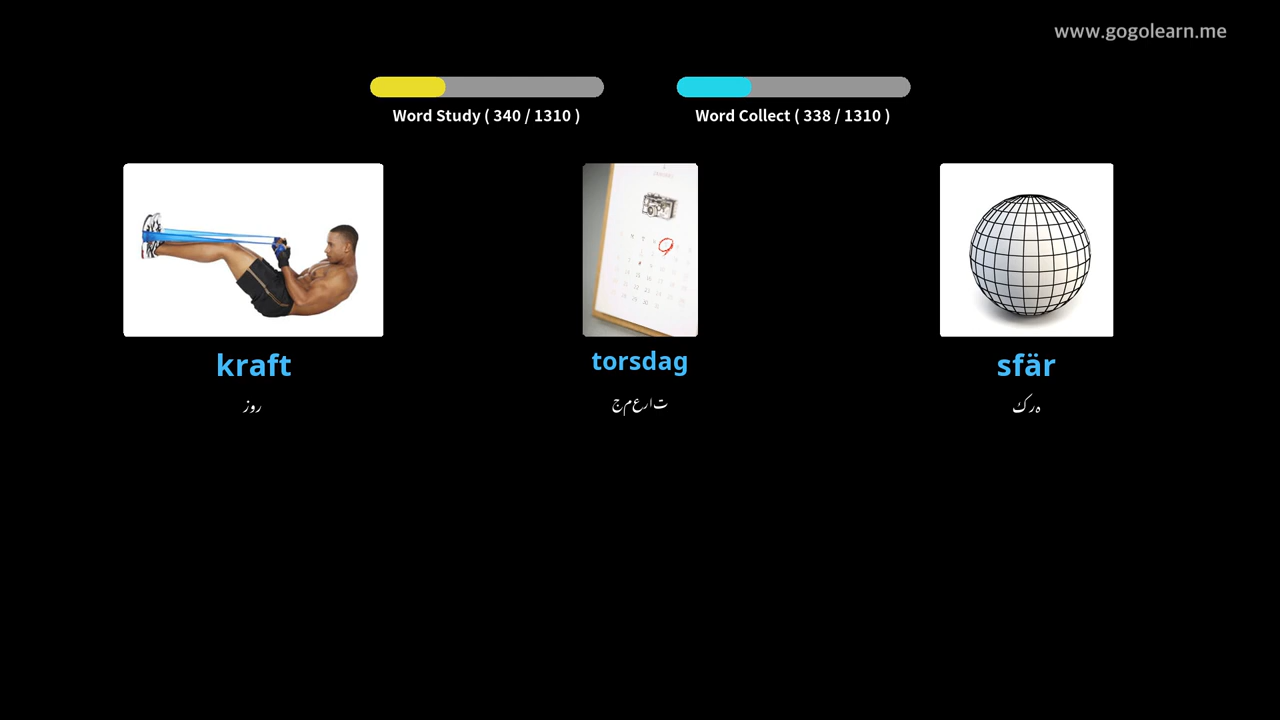 www.gogolearn.me
Word Study ( 340 / 1310 )
Word Collect ( 338 / 1310 )
kraft
روز
torsdag
تارعمج
sfär
ہرک